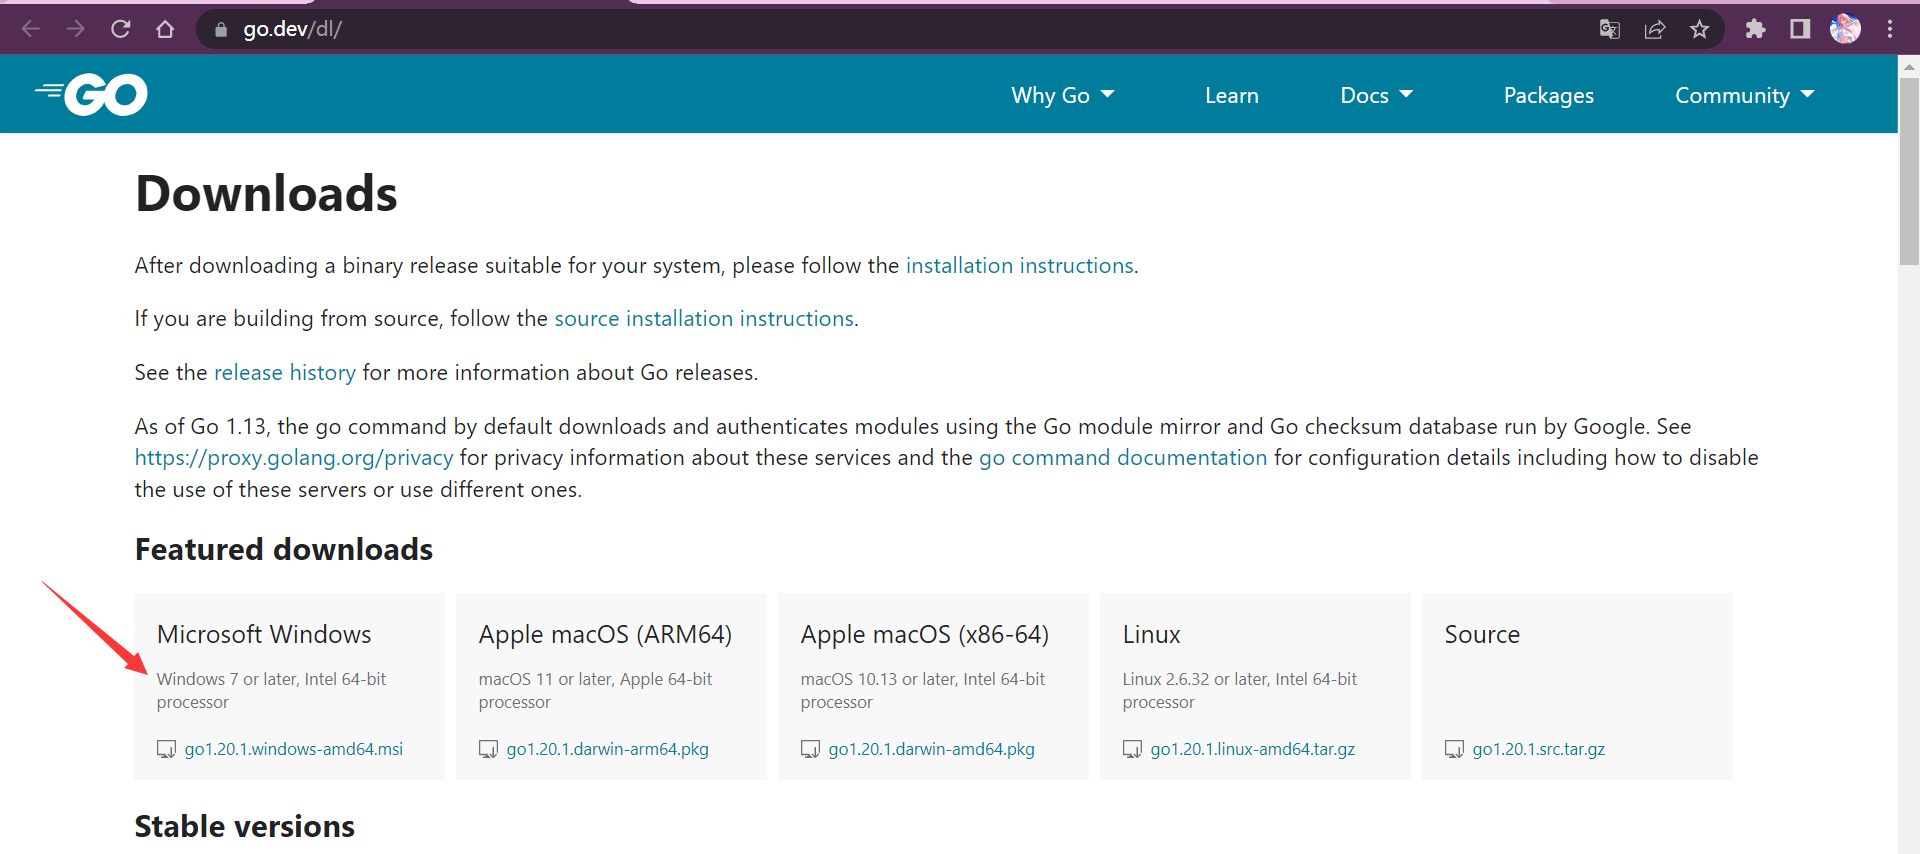 go.dev/dl/
GO
Why Go
Learn
Docs
Packages
Community
Downloads
After downloading a binary release suitable for your system, please follow the installation instructions.
If you are building from source, follow the source installation instructions.
See the release history for more information about Go releases.
As of Go 1.13, the go command by default downloads and authenticates modules using the Go module mirror and Go checksum database run by Google. See
https://proxy.golang.org/privacy for privacy information about these services and the go command documentation for configuration details including how to disable
the use of these servers or use different ones.
Featured downloads
Microsoft Windows
Windows 7 or later, Intel 64-bit
processor
go1.20.1.windows-amd64.msi
Apple macOS (ARM64)
macOS 11 or later, Apple 64-bit
processor
go1.20.1.darwin-arm64.pkg
Apple macOS (x86-64)
macOS 10.13 or later, Intel 64-bit
processor
go1.20.1.darwin-amd64.pkg
Linux
Linux 2.6.32 or later, Intel 64-bit
processor
go1.20.1.linux-amd64.tar.gz
Source
go1.20.1.src.tar.gz
Stable versions